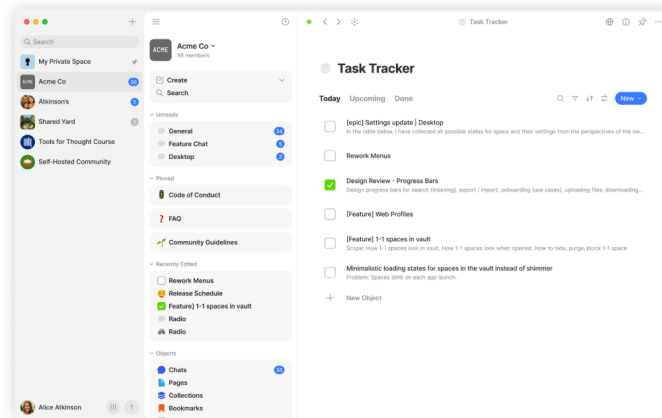 Search
My Private Space
ACME
Acme Co
36
Atkinson's
5
Shared Yard
Tools for Thought Course
Self-Hosted Community
Alice Atkinson
?
ACME
Acme Co
98 members
Create
Search
Unreads
General
34
Feature Chat
5
Desktop
2
Pinned
Code of Conduct
FAQ
Community Guidelines
Recently Edited
Rework Menus
Release Schedule
Feature] 1-1 spaces in vault
Radio
Radio
Objects
Chats
36
Pages
Collections
Bookmarks
Task Tracker
Task Tracker
Today Upcoming Done
New
[epic] Settings update | Desktop
In the table below, I have collected all possible states for space and their settings from the perspectives of the ow...
Rework Menus
Design Review - Progress Bars
Design progress bars for search (indexing), export / import, onboarding (use cases), uploading files, downloading...
[Feature] Web Profiles
[Feature] 1-1 spaces in vault
Scope: How 1-1 spaces look in vault, How 1-1 spaces look when opened, How to hide, purge, block 1-1 space
Minimalistic loading states for spaces in the vault instead of shimmer
Problem: Spaces blink on each app launch.
New Object